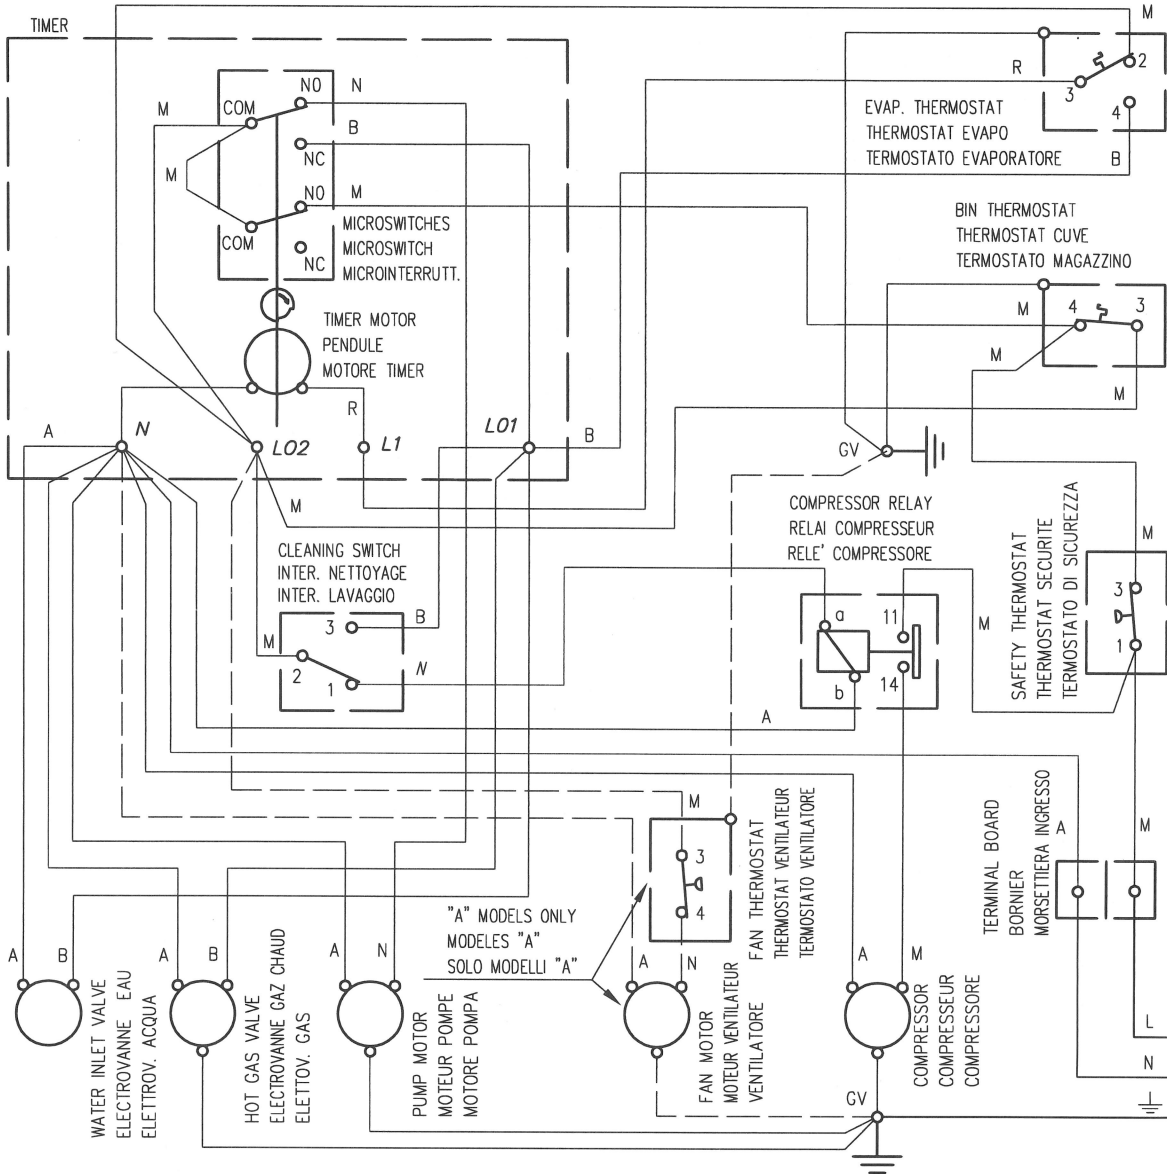 TIMER
M
NO
N
COM
M
B
NC
M
NO
M
COM
NC
MICROSWITCHES
MICROSWITCH
MICROINTERRUTT.
TIMER MOTOR
PENDULE
MOTORE TIMER
R
A
N
LO2
L1
LO1
B
M
R
2
3
4
EVAP. THERMOSTAT
THERMOSTAT EVAPO
TERMOSTATO EVAPORATORE
B
BIN THERMOSTAT
THERMOSTAT CUVE
TERMOSTATO MAGAZZINO
M
4
3
M
M
GV
M
COMPRESSOR RELAY
RELAI COMPRESSEUR
RELE' COMPRESSORE
CLEANING SWITCH
INTER. NETTOYAGE
INTER. LAVAGGIO
3
B
M
2
1
N
a
11
M
b
14
A
SAFETY THERMOSTAT
THERMOSTAT SECURITE
TERMOSTATO DI SICUREZZA
M
3
1
M
3
4
FAN THERMOSTAT
THERMOSTAT VENTILATEUR
TERMOSTATO VENTILATORE
TERMINAL BOARD
BORNIER
MORSETTIERA INGRESSO
A
M
"A" MODELS ONLY
MODELES "A"
SOLO MODELLI "A"
A
B
A
B
A
N
A
N
A
M
WATER INLET VALVE
ELECTROVANNE EAU
ELETTROV. ACQUA
HOT GAS VALVE
ELECTROVANNE GAZ CHAUD
ELETTOV. GAS
PUMP MOTOR
MOTEUR POMPE
MOTORE POMPA
FAN MOTOR
MOTEUR VENTILATEUR
VENTILATORE
COMPRESSOR
COMPRESEUR
COMPRESSORE
L
N
GV